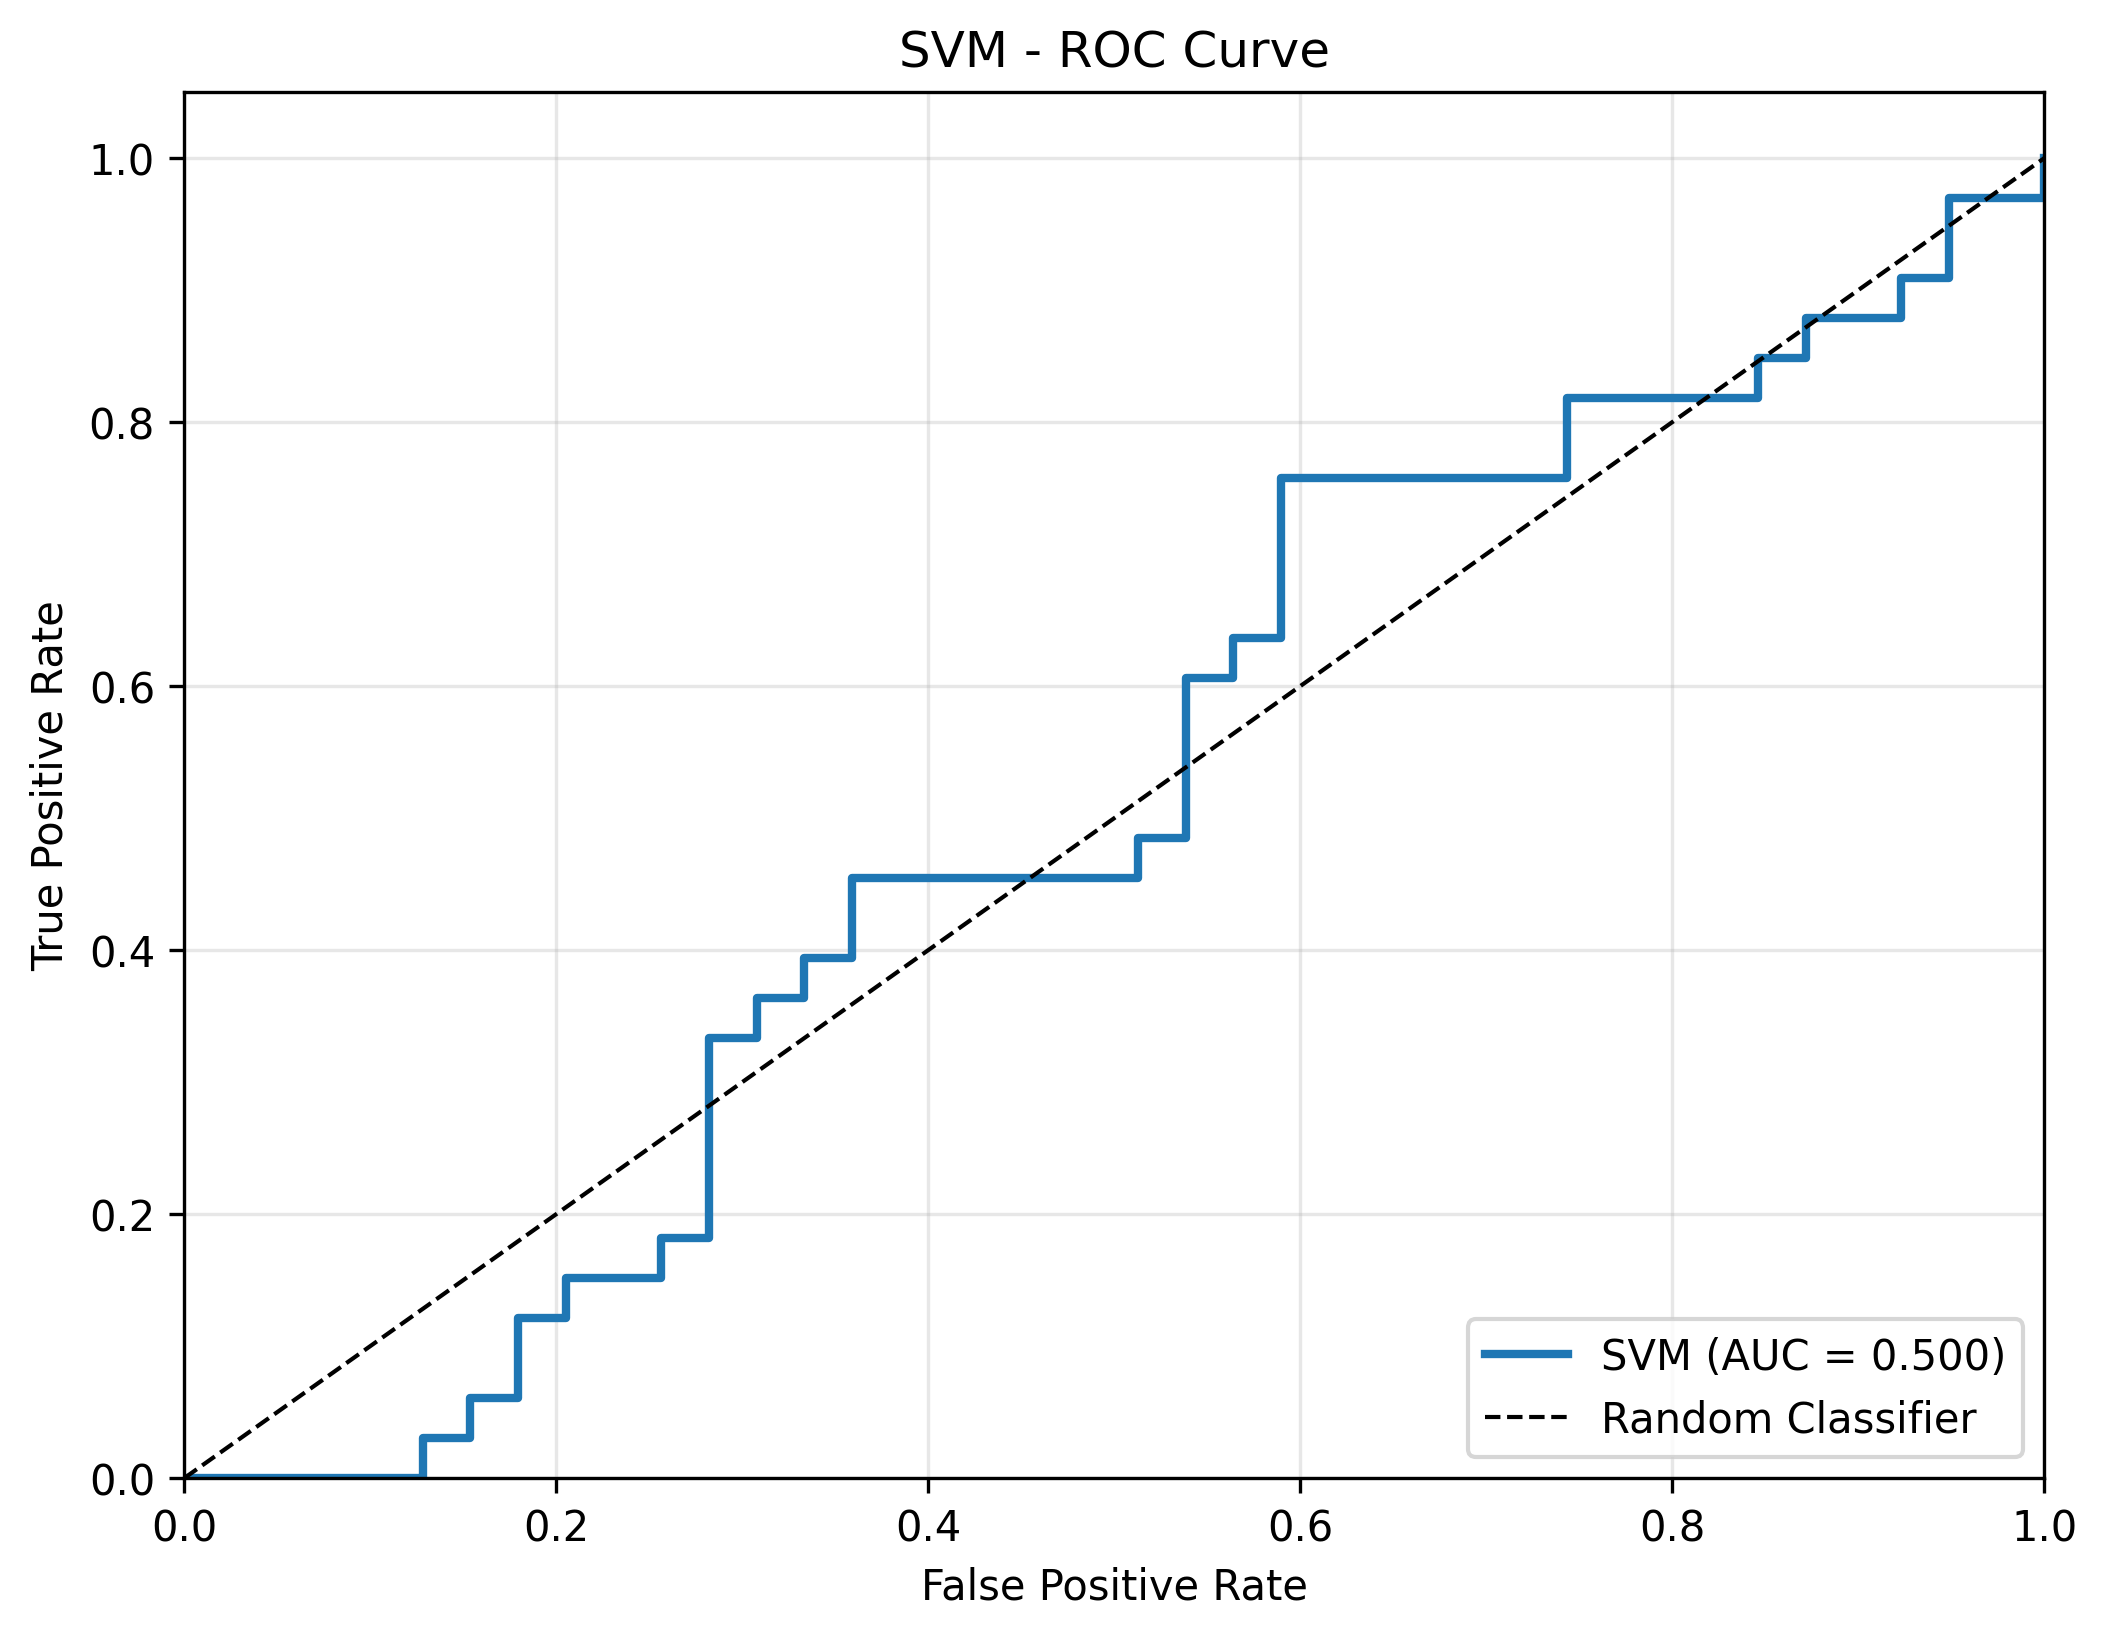 SVM - ROC Curve
True Positive Rate
1.0
0.8
0.6
0.4
0.2
0.0
0.0 0.2 0.4 0.6 0.8 1.0
False Positive Rate
SVM (AUC = 0.500)
Random Classifier